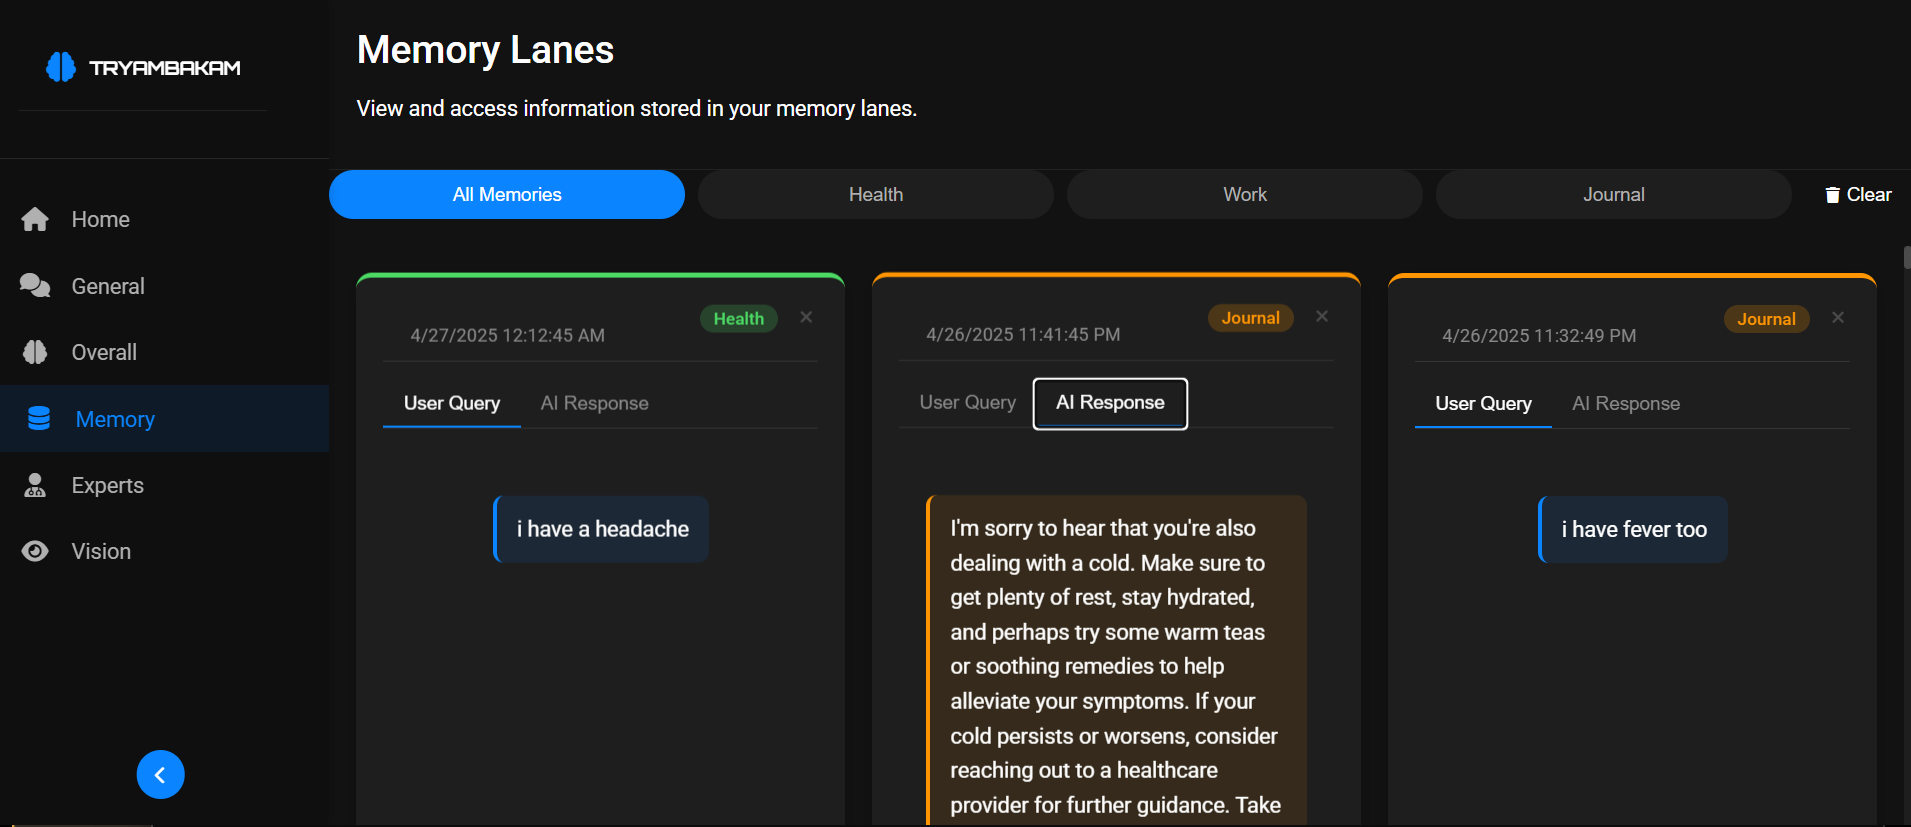 TRYAMBAKAM
Home
General
Overall
Memory
Experts
Vision
Memory Lanes
View and access information stored in your memory lanes.
All Memories
Health
Work
Journal
Clear
4/27/2025 12:12:45 AM
Health
User Query
AI Response
i have a headache
4/26/2025 11:41:45 PM
Journal
User Query
AI Response
I'm sorry to hear that you're also
dealing with a cold. Make sure to
get plenty of rest, stay hydrated,
and perhaps try some warm teas
or soothing remedies to help
alleviate your symptoms. If your
cold persists or worsens, consider
reaching out to a healthcare
provider for further guidance. Take
4/26/2025 11:32:49 PM
Journal
User Query
AI Response
i have fever too